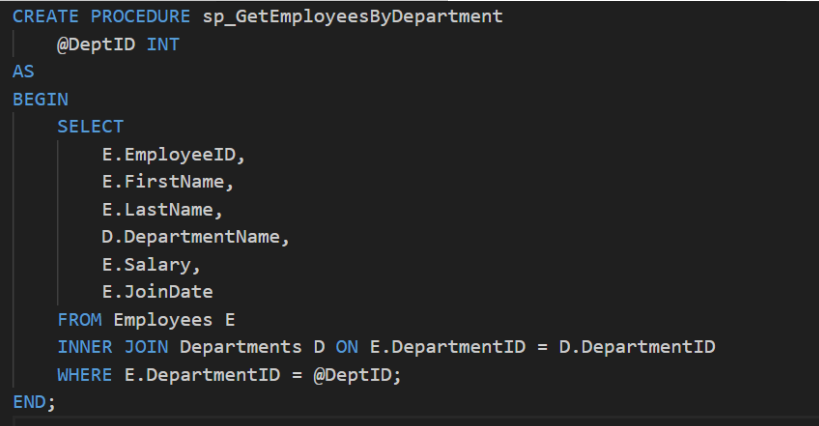 CREATE PROCEDURE sp_GetEmployeesByDepartment
    @DeptID INT
AS
BEGIN
    SELECT
        E.EmployeeID,
        E.FirstName,
        E.LastName,
        D.DepartmentName,
        E.Salary,
        E.JoinDate
    FROM Employees E
    INNER JOIN Departments D ON E.DepartmentID = D.DepartmentID
    WHERE E.DepartmentID = @DeptID;
END;